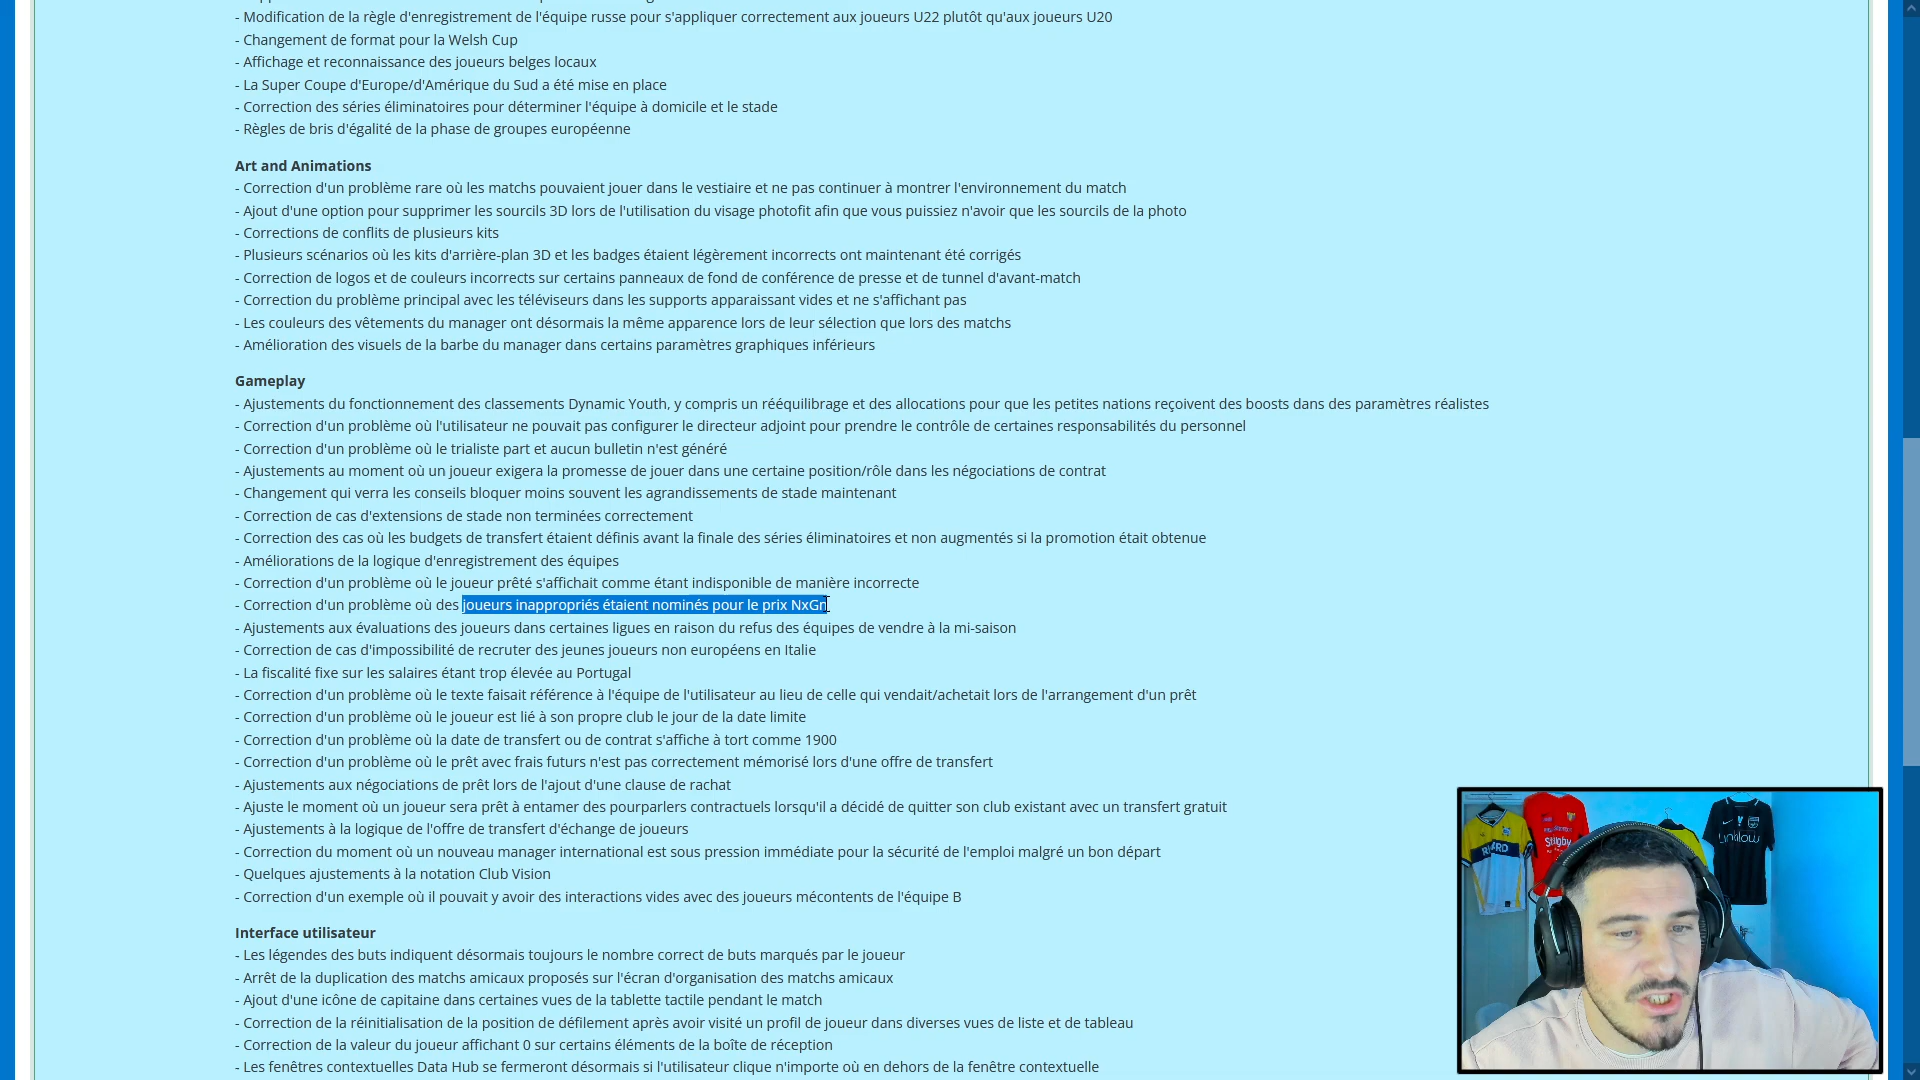 - Modification de la règle d'enregistrement de l'équipe russe pour s'appliquer correctement aux joueurs U22 plutôt qu'aux joueurs U20
- Changement de format pour la Welsh Cup
- Affichage et reconnaissance des joueurs belges locaux
- La Super Coupe d'Europe/d'Amérique du Sud a été mise en place
- Correction des séries éliminatoires pour déterminer l'équipe à domicile et le stade
- Règles de bris d'égalité de la phase de groupes européenne
Art and Animations
- Correction d'un problème rare où les matchs pouvaient jouer dans le vestiaire et ne pas continuer à montrer l'environnement du match
- Ajout d'une option pour supprimer les sourcils 3D lors de l'utilisation du visage photofit afin que vous puissiez n'avoir que les sourcils de la photo
- Corrections de conflits de plusieurs kits
- Plusieurs scénarios où les kits d'arrière-plan 3D et les badges étaient légèrement incorrects ont maintenant été corrigés
- Correction de logos et de couleurs incorrects sur certains panneaux de fond de conférence de presse et de tunnel d'avant-match
- Correction du problème principal avec les téléviseurs dans les supports apparaissant vides et ne s'affichant pas
- Les couleurs des vêtements du manager ont désormais la même apparence lors de leur sélection que lors des matchs
- Amélioration des visuels de la barbe du manager dans certains paramètres graphiques inférieurs
Gameplay
- Ajustements du fonctionnement des classements Dynamic Youth, y compris un rééquilibrage et des allocations pour que les petites nations reçoivent des boosts dans des paramètres réalistes
- Correction d'un problème où l'utilisateur ne pouvait pas configurer le directeur adjoint pour prendre le contrôle de certaines responsabilités du personnel
- Correction d'un problème où le trialiste part et aucun bulletin n'est généré
- Ajustements au moment où un joueur exigera la promesse de jouer dans une certaine position/rôle dans les négociations de contrat
- Changement qui verra les conseils bloquer moins souvent les agrandissements de stade maintenant
- Correction de cas d'extensions de stade non terminées correctement
- Correction des cas où les budgets de transfert étaient définis avant la finale des séries éliminatoires et non augmentés si la promotion était obtenue
- Améliorations de la logique d'enregistrement des équipes
- Correction d'un problème où le joueur prêté s'affichait comme étant indisponible de manière incorrecte
- Correction d'un problème où des joueurs inappropriés étaient nominés pour le prix NxGn
- Ajustements aux évaluations des joueurs dans certaines ligues en raison du refus des équipes de vendre à la mi-saison
- Correction de cas d'impossibilité de recruter des jeunes joueurs non européens en Italie
- La fiscalité fixe sur les salaires étant trop élevée au Portugal
- Correction d'un problème où le texte faisait référence à l'équipe de l'utilisateur au lieu de celle qui vendait/achetait lors de l'arrangement d'un prêt
- Correction d'un problème où le joueur est lié à son propre club le jour de la date limite
- Correction d'un problème où la date de transfert ou de contrat s'affiche à tort comme 1900
- Correction d'un problème où le prêt avec frais futurs n'est pas correctement mémorisé lors d'une offre de transfert
- Ajustements aux négociations de prêt lors de l'ajout d'une clause de rachat
- Ajuste le moment où un joueur sera prêt à entamer des pourparlers contractuels lorsqu'il a décidé de quitter son club existant avec un transfert gratuit
- Ajustements à la logique de l'offre de transfert d'échange de joueurs
- Correction du moment où un nouveau manager international est sous pression immédiate pour la sécurité de l'emploi malgré un bon départ
- Quelques ajustements à la notation Club Vision
- Correction d'un exemple où il pouvait y avoir des interactions vides avec des joueurs mécontents de l'équipe B
Interface utilisateur
- Les légendes des buts indiquent désormais toujours le nombre correct de buts marqués par le joueur
- Arrêt de la duplication des matchs amicaux proposés sur l'écran d'organisation des matchs amicaux
- Ajout d'une icône de capitaine dans certaines vues de la tablette tactile pendant le match
- Correction de la réinitialisation de la position de défilement après avoir visité un profil de joueur dans diverses vues de liste et de tableau
- Correction de la valeur du joueur affichant 0 sur certains éléments de la boîte de réception
- Les fenêtres contextuelles Data Hub se fermeront désormais si l'utilisateur clique n'importe où en dehors de la fenêtre contextuelle